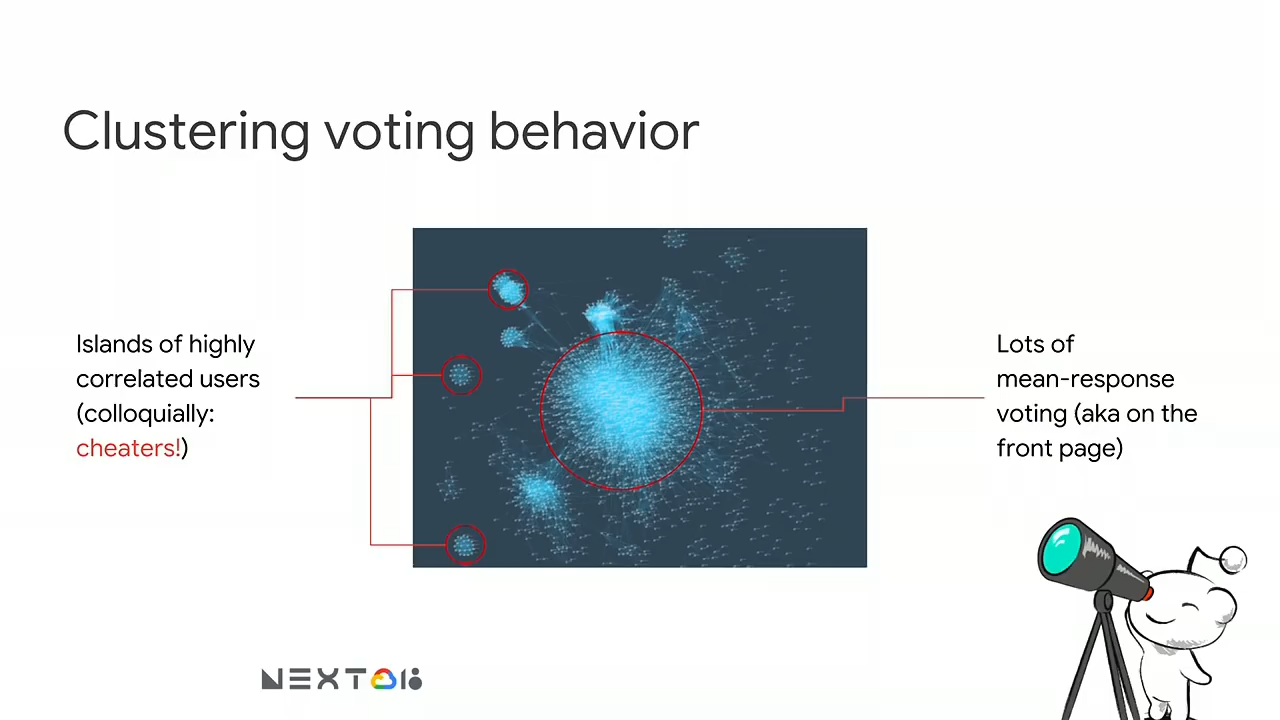 Clustering voting behavior
Islands of highly
correlated users
(colloquially:
cheaters!)
Lots of
mean-response
voting (aka on the
front page)
NEXT 18